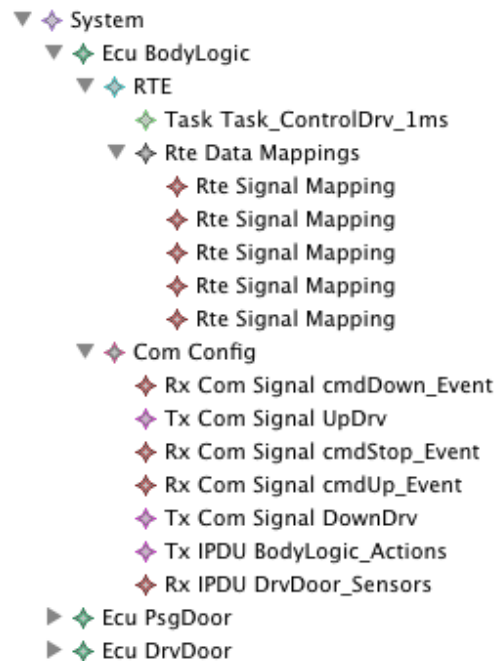 System
Ecu BodyLogic
RTE
Task Task_ControlDrv_1ms
Rte Data Mappings
Rte Signal Mapping
Rte Signal Mapping
Rte Signal Mapping
Rte Signal Mapping
Rte Signal Mapping
Com Config
Rx Com Signal cmdDown_Event
Tx Com Signal UpDrv
Rx Com Signal cmdStop_Event
Rx Com Signal cmdUp_Event
Tx Com Signal DownDrv
Tx IPDU BodyLogic_Actions
Rx IPDU DrvDoor_Sensors
Ecu PsgDoor
Ecu DrvDoor